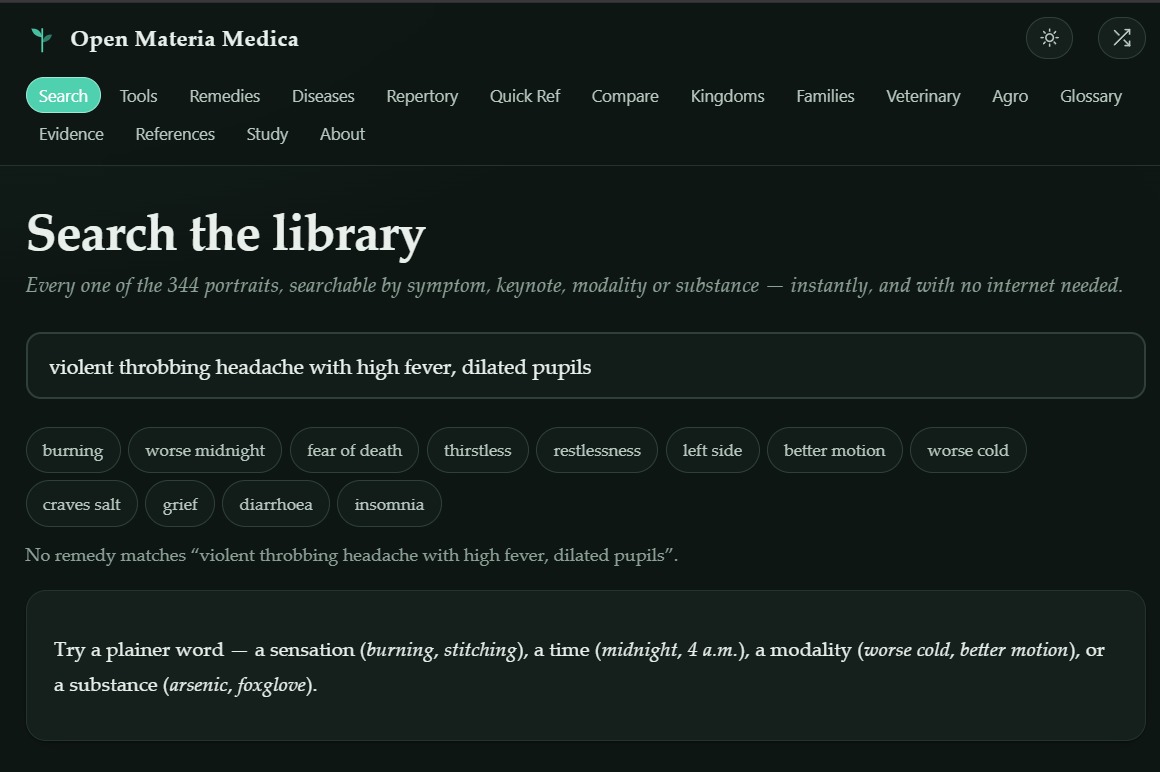 Open Materia Medica
Search Tools Remedies Diseases Repertory Quick Ref Compare Kingdoms Families Veterinary Agro Glossary
Evidence References Study About
Search the library
Every one of the 344 portraits, searchable by symptom, keynote, modality or substance — instantly, and with no internet needed.
violent throbbing headache with high fever, dilated pupils
burning worse midnight fear of death thirstless restlessness left side better motion worse cold
craves salt grief diarrhoea insomnia
No remedy matches “violent throbbing headache with high fever, dilated pupils”.
Try a plainer word — a sensation (burning, stitching), a time (midnight, 4 a.m.), a modality (worse cold, better motion), or
a substance (arsenic, foxglove).